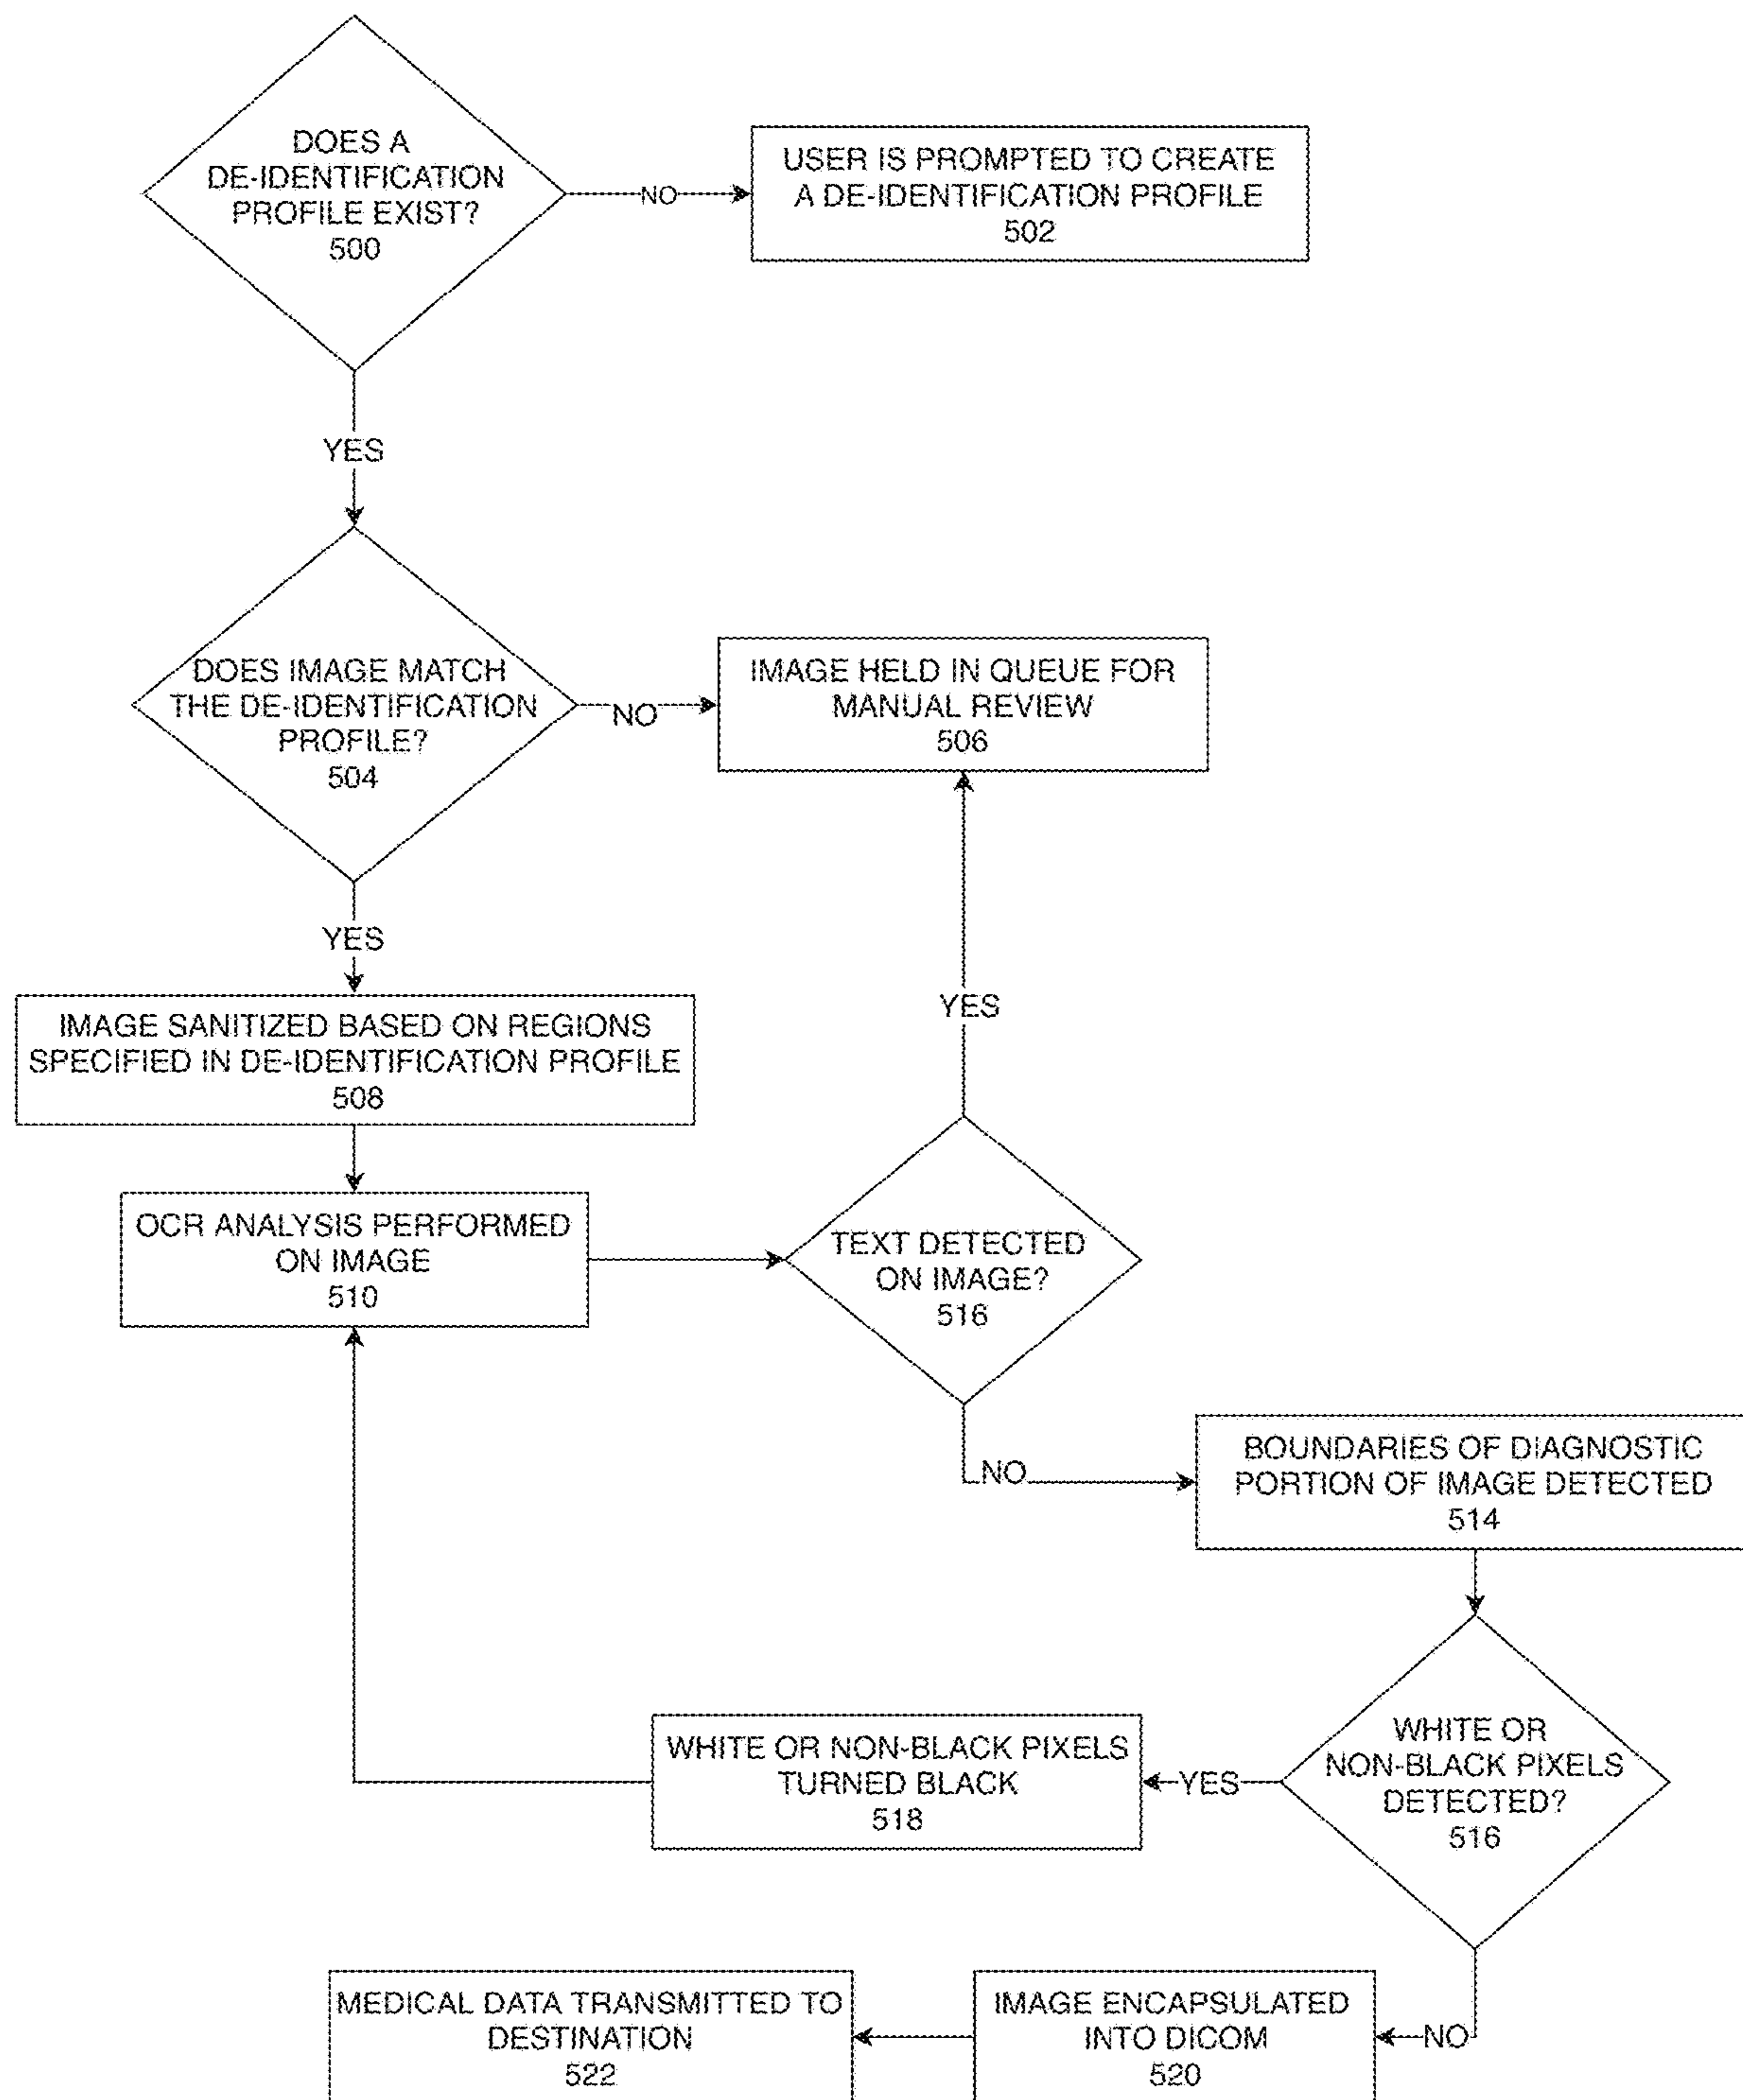 DOES A
DE-IDENTIFICATION
PROFILE EXIST?
500
NO
USER IS PROMPTED TO CREATE
A DE-IDENTIFICATION PROFILE
502
YES
DOES IMAGE MATCH
THE DE-IDENTIFICATION
PROFILE?
504
NO
IMAGE HELD IN QUEUE FOR
MANUAL REVIEW
506
YES
IMAGE SANITIZED BASED ON REGIONS
SPECIFIED IN DE-IDENTIFICATION PROFILE
508
YES
OCR ANALYSIS PERFORMED
ON IMAGE
510
TEXT DETECTED
ON IMAGE?
516
NO
BOUNDARIES OF DIAGNOSTIC
PORTION OF IMAGE DETECTED
514
WHITE OR
NON-BLACK PIXELS
DETECTED?
516
YES
WHITE OR NON-BLACK PIXELS
TURNED BLACK
518
NO
IMAGE ENCAPSULATED
INTO DICOM
520
MEDICAL DATA TRANSMITTED TO
DESTINATION
522